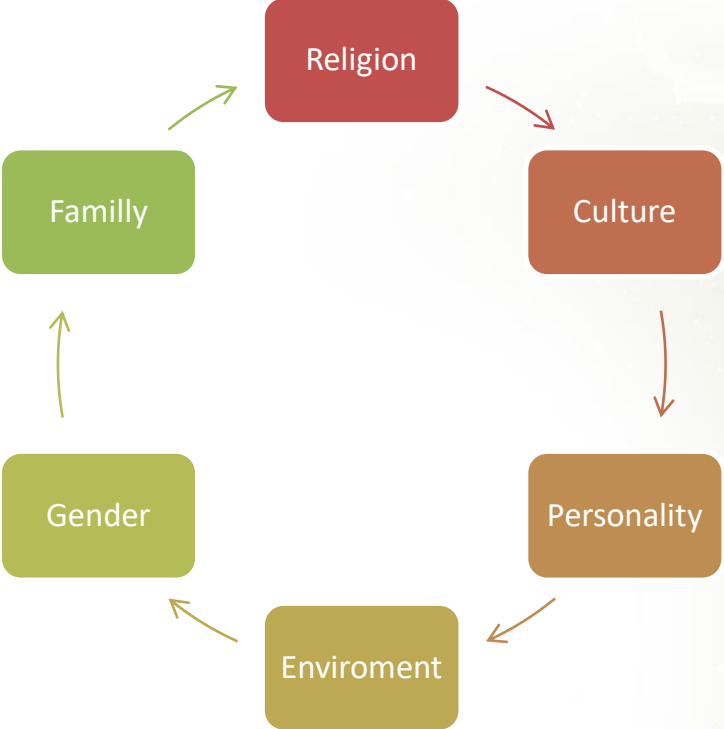 Religion
Culture
Personality
Enviroment
Gender
Familly